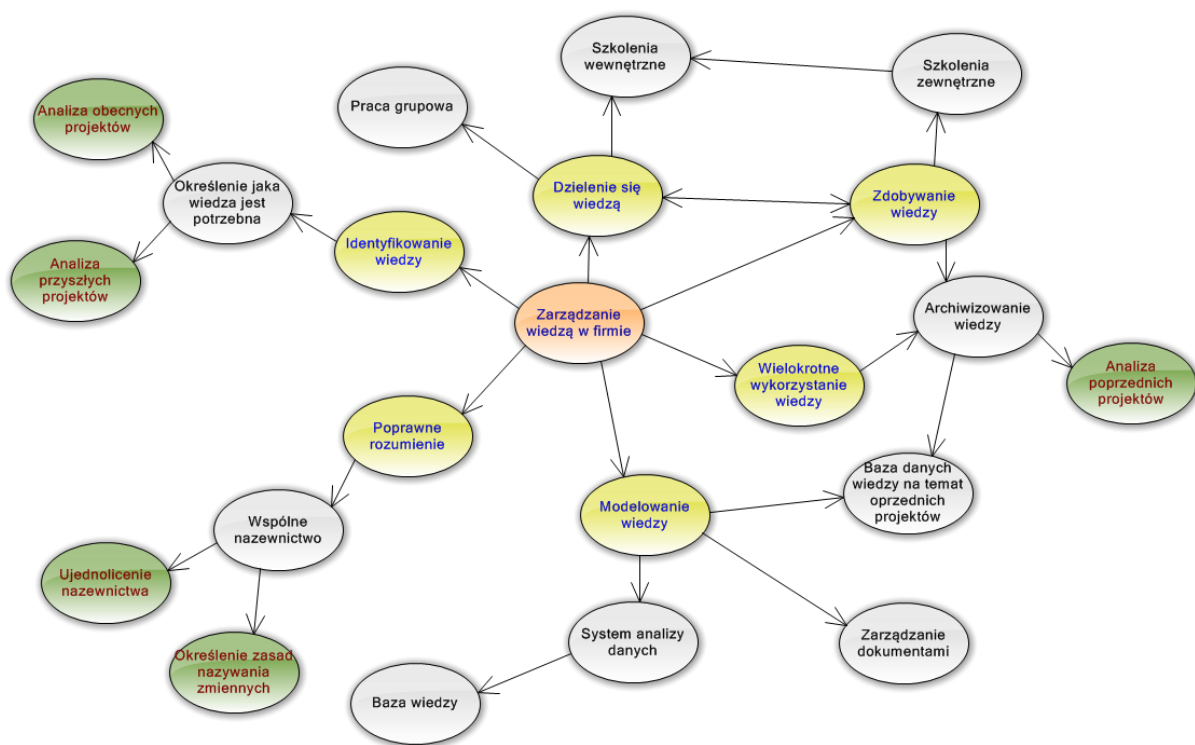 Szkolenia
wewnętrzne
Szkolenia
zewnętrzne
Praca grupowa
Analiza obecnych
projektów
Określenie jaka
wiedza jest
potrzebna
Dzielenie się
wiedzą
Zdobywanie
wiedzy
Identyfikowanie
wiedzy
Analiza
przyszłych
projektów
Zarządzanie
wiedzą w firmie
Archiwizowanie
wiedzy
Wielokrotne
wykorzystanie
wiedzy
Analiza
poprzednich
projektów
Poprawne
rozumienie
Baza danych
wiedzy na temat
oprzednich
projektów
Modelowanie
wiedzy
Wspólne
nazewnictwo
Ujednolicenie
nazewnictwa
System analizy
danych
Zarządzanie
dokumentami
Określenie zasad
nazywania
zmiennych
Baza wiedzy